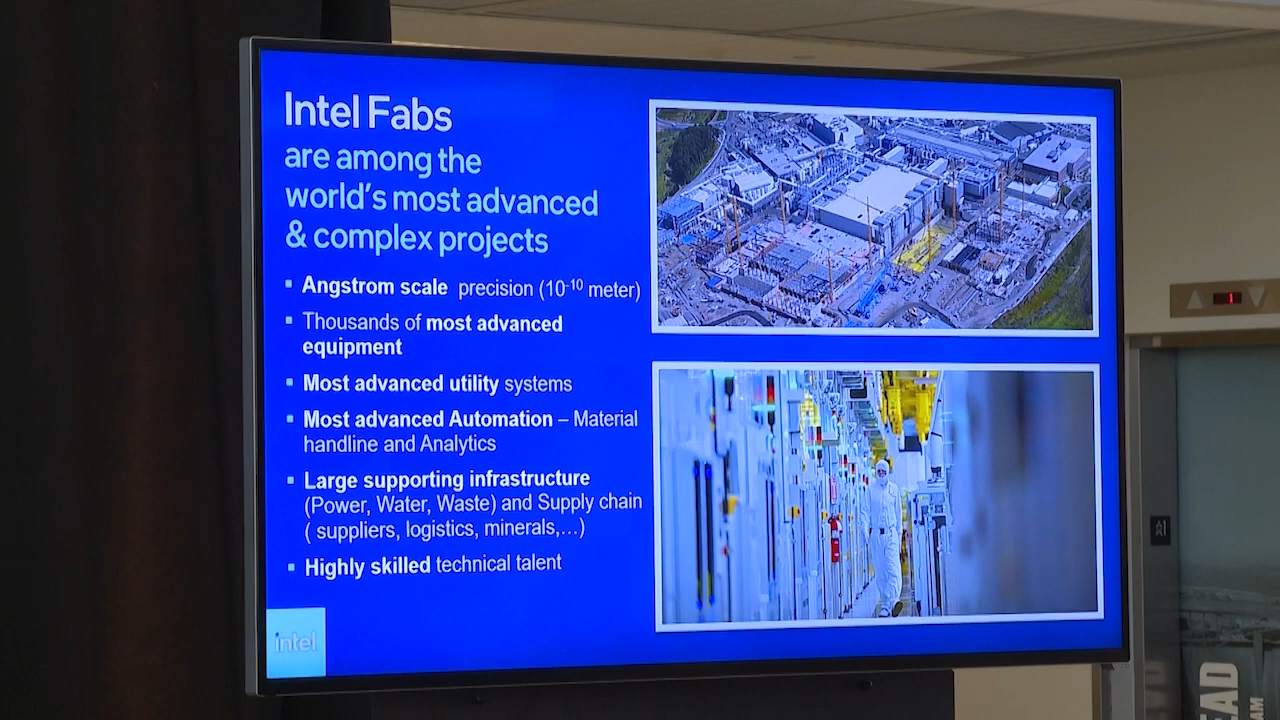 Intel Fabs
are among the
world's most advanced
& complex projects
▪ Angstrom scale precision (10⁻¹⁰ meter)
▪ Thousands of most advanced
equipment
▪ Most advanced utility systems
▪ Most advanced Automation – Material
handline and Analytics
▪ Large supporting infrastructure
(Power, Water, Waste) and Supply chain
( suppliers, logistics, minerals,...)
▪ Highly skilled technical talent
intel
1
A1